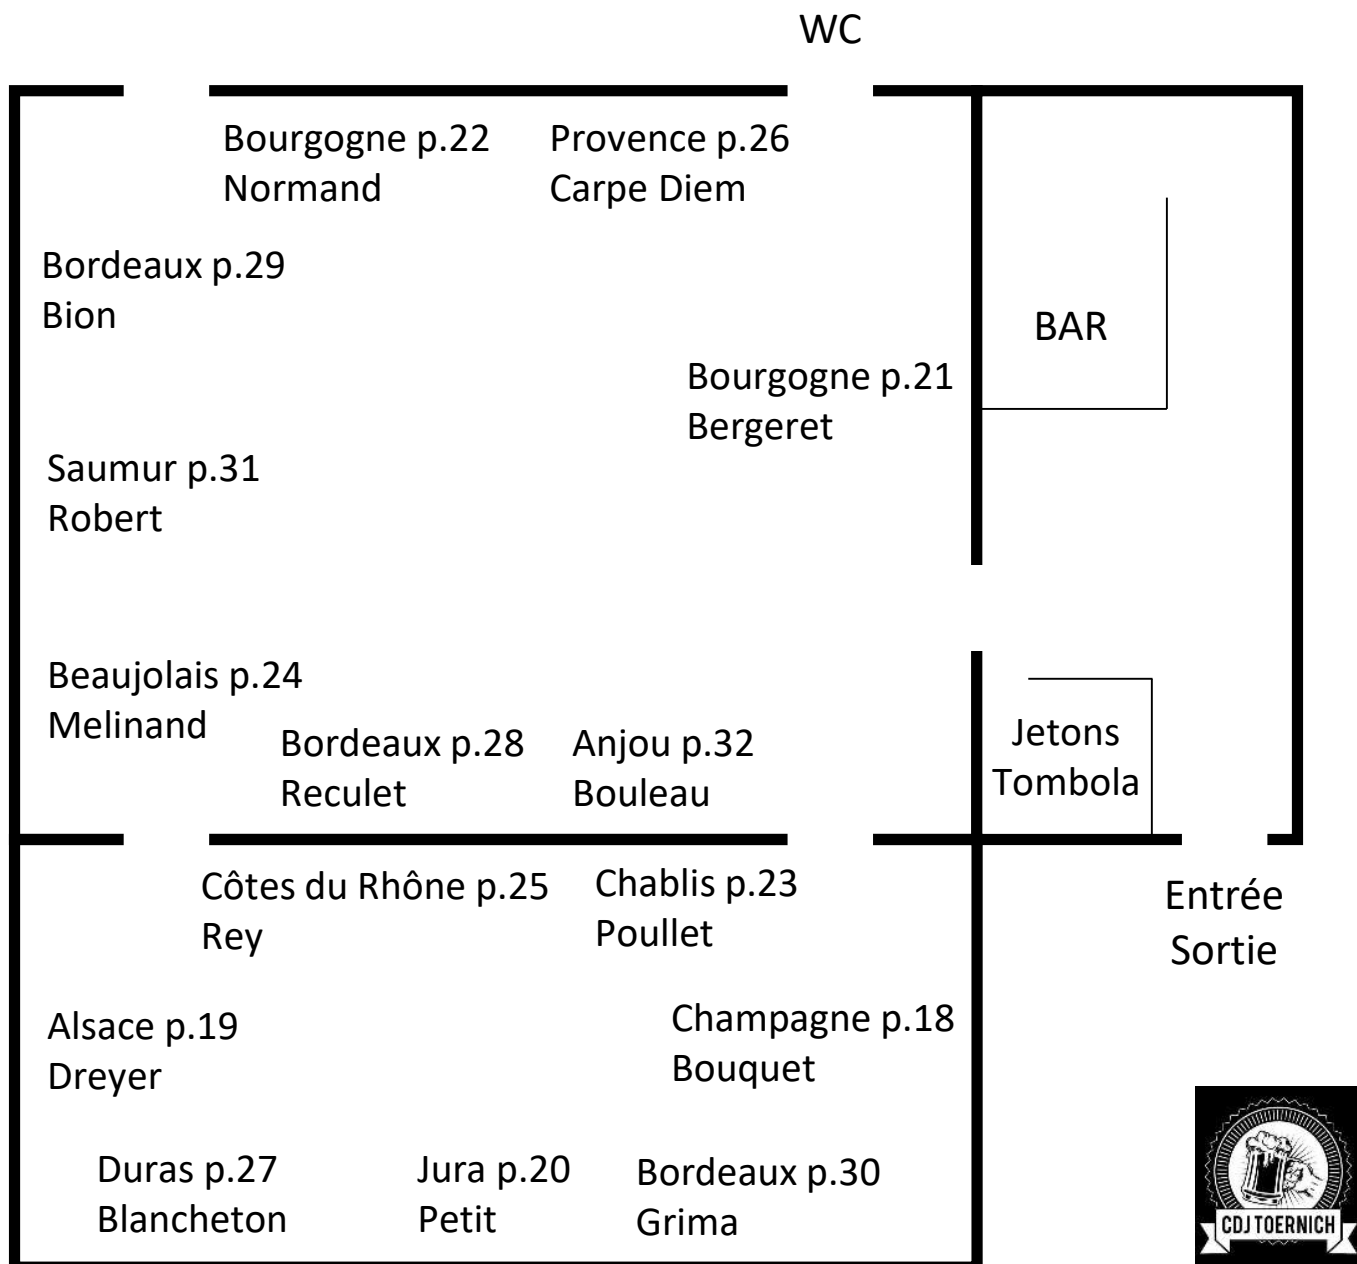 WC
Bourgogne p.22
Normand
Provence p.26
Carpe Diem
Bordeaux p.29
Bion
BAR
Bourgogne p.21
Bergeret
Saumur p.31
Robert
Beaujolais p.24
Melinand
Bordeaux p.28
Reculet
Anjou p.32
Bouleau
Jetons
Tombola
Côtes du Rhône p.25
Rey
Chablis p.23
Poullet
Entrée
Sortie
Alsace p.19
Dreyer
Champagne p.18
Bouquet
Duras p.27
Blancheton
Jura p.20
Petit
Bordeaux p.30
Grima
CDJ TOERNICH